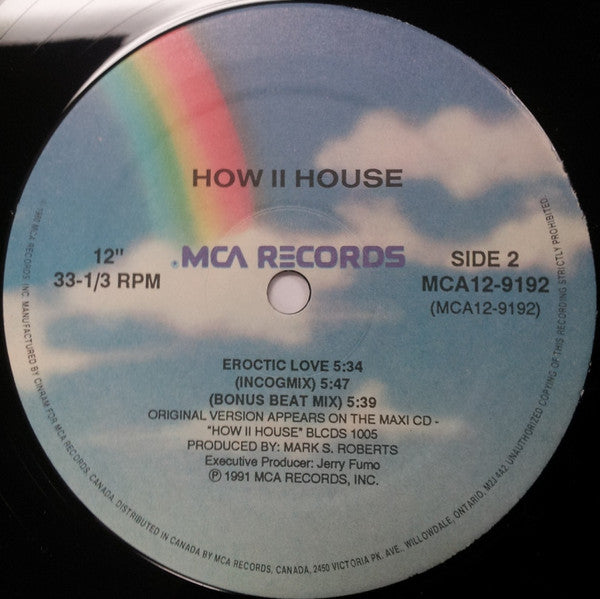 HOW II HOUSE
12"
33-1/3 RPM
MCA RECORDS
SIDE 2
MCA12-9192
(MCA12-9192)
EROCTIC LOVE 5:34
(INCOGMIX) 5:47
(BONUS BEAT MIX) 5:39
ORIGINAL VERSION APPEARS ON THE MAXI CD -
"HOW II HOUSE" BLCDS 1005
PRODUCED BY: MARK S. ROBERTS
Executive Producer: Jerry Fumo
℗ 1991 MCA RECORDS, INC.
MCA RECORDS INC. MANUFACTURED BY CINRAM FOR MCA RECORDS, CANADA, DISTRIBUTED IN CANADA BY MCA RECORDS, CANADA, 2450 VICTORIA PK. AVE., WILLOWDALE, ONTARIO, M2J 4A2. UNAUTHORIZED COPYING OF THIS RECORDING STRICTLY PROHIBITED.